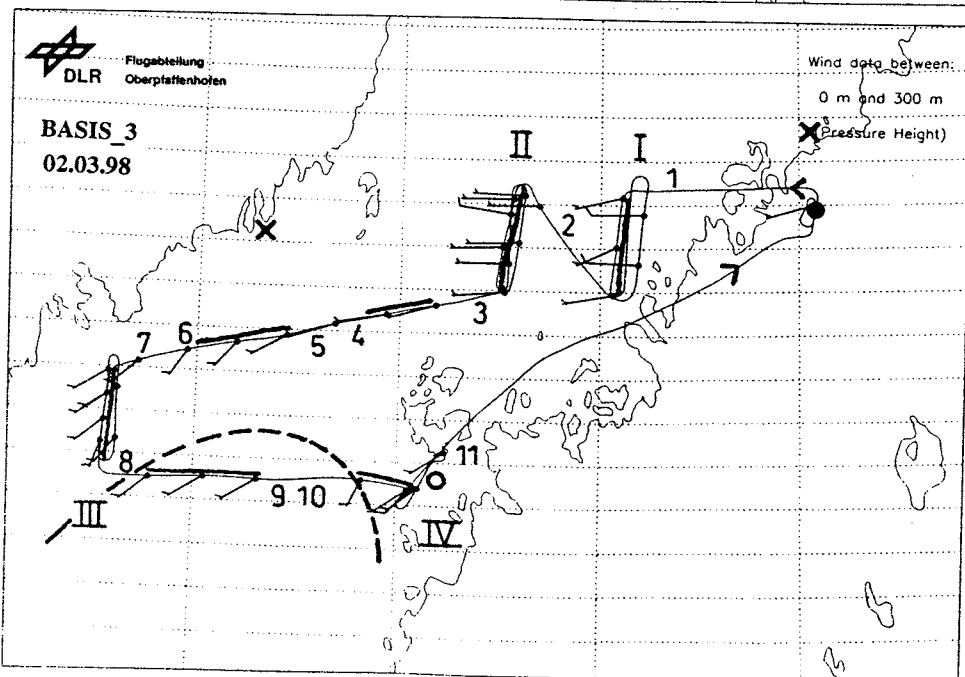 Flugabteilung
DLR Oberpfaffenhofen
Wind data between:
0 m and 300 m
(Pressure Height)
BASIS_3
02.03.98
II
I
1
2
3
4
5
6
7
8
9 10
11
III
IV